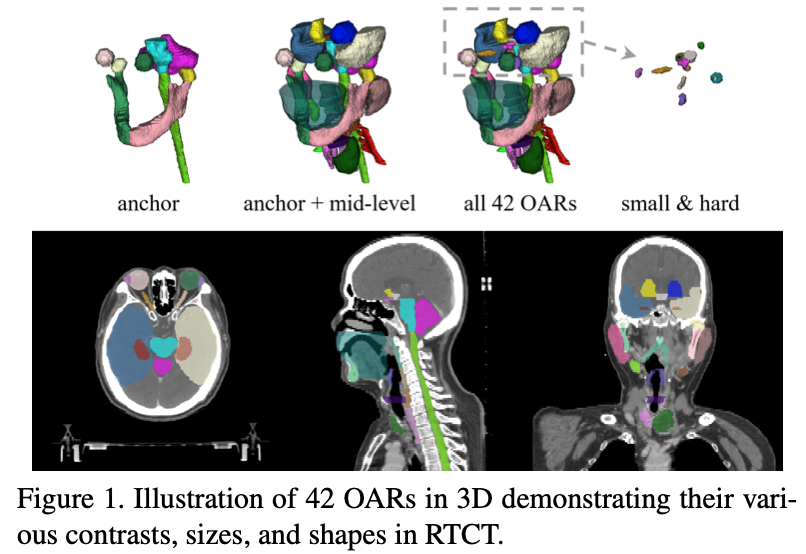 anchor
anchor + mid-level
all 42 OARs
small & hard
Figure 1. Illustration of 42 OARs in 3D demonstrating their vari-
ous contrasts, sizes, and shapes in RTCT.